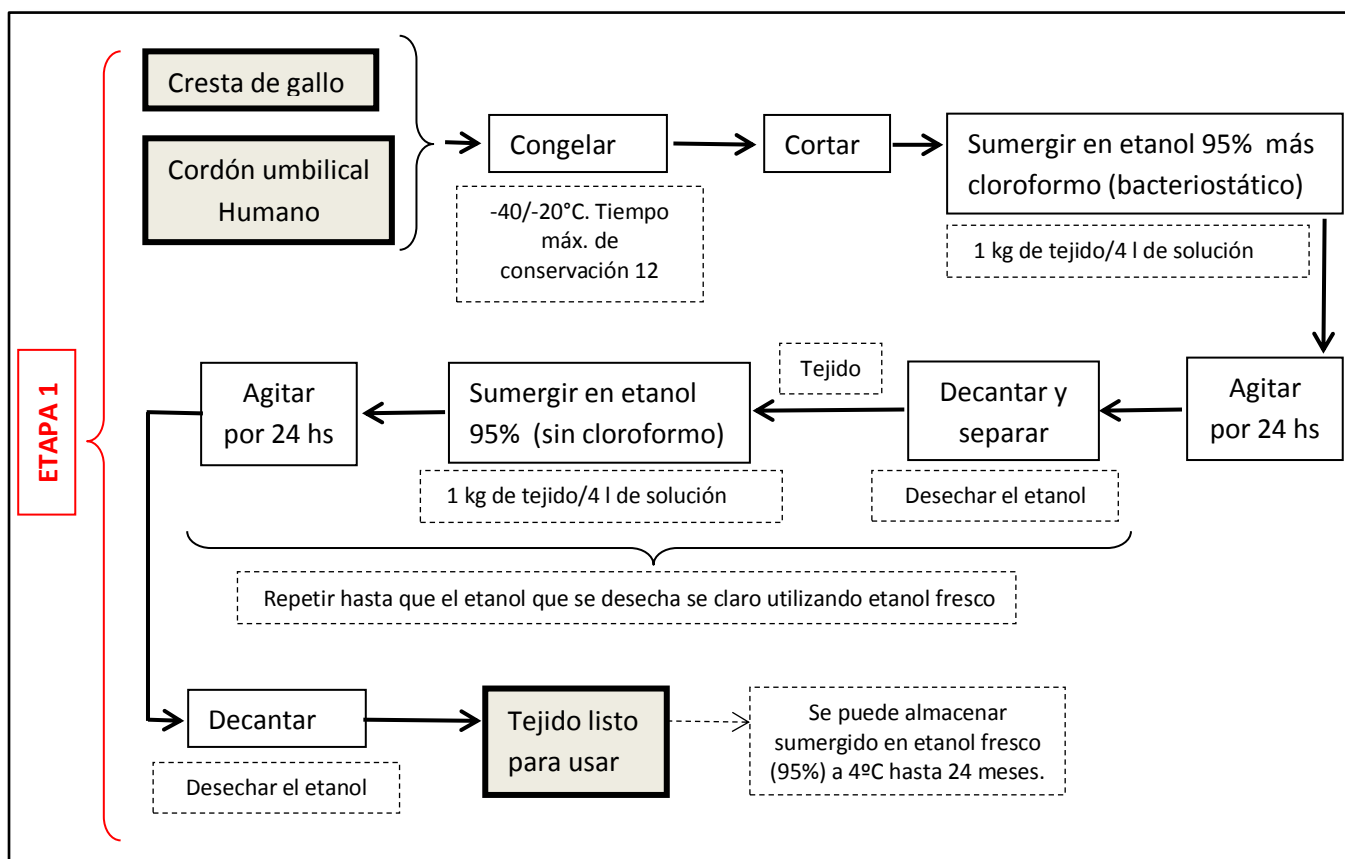 ETAPA 1
Cresta de gallo
Cordón umbilical
Humano
Congelar
-40/-20°C. Tiempo
máx. de
conservación 12
Cortar
Sumergir en etanol 95% más
cloroformo (bacteriostático)
1 kg de tejido/4 l de solución
Agitar
por 24 hs
Decantar y
separar
Desechar el etanol
Tejido
Sumergir en etanol
95% (sin cloroformo)
1 kg de tejido/4 l de solución
Agitar
por 24 hs
Repetir hasta que el etanol que se desecha se claro utilizando etanol fresco
Decantar
Desechar el etanol
Tejido listo
para usar
Se puede almacenar
sumergido en etanol fresco
(95%) a 4ºC hasta 24 meses.